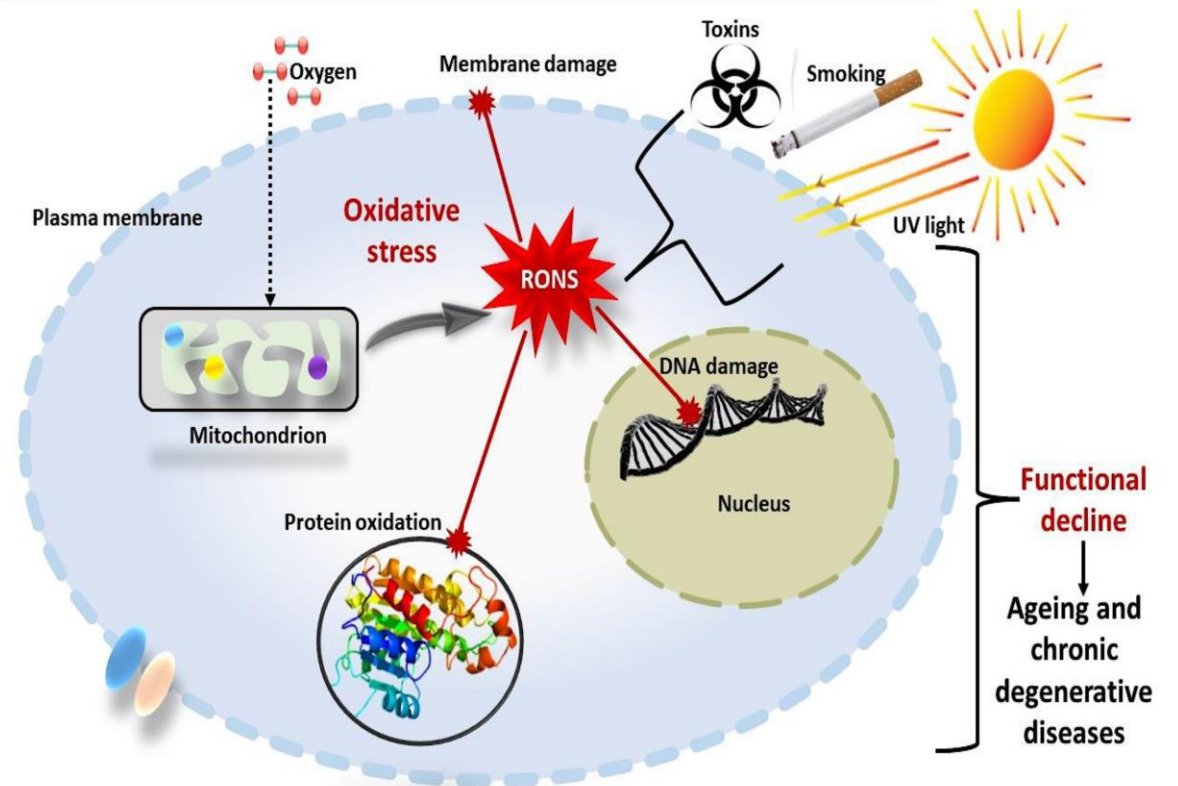 Toxins
Oxygen
Membrane damage
Smoking
Plasma membrane
Oxidative
stress
UV light
RONS
DNA damage
Mitochondrion
Functional
decline
Nucleus
Protein oxidation
Ageing and
chronic
degenerative
diseases